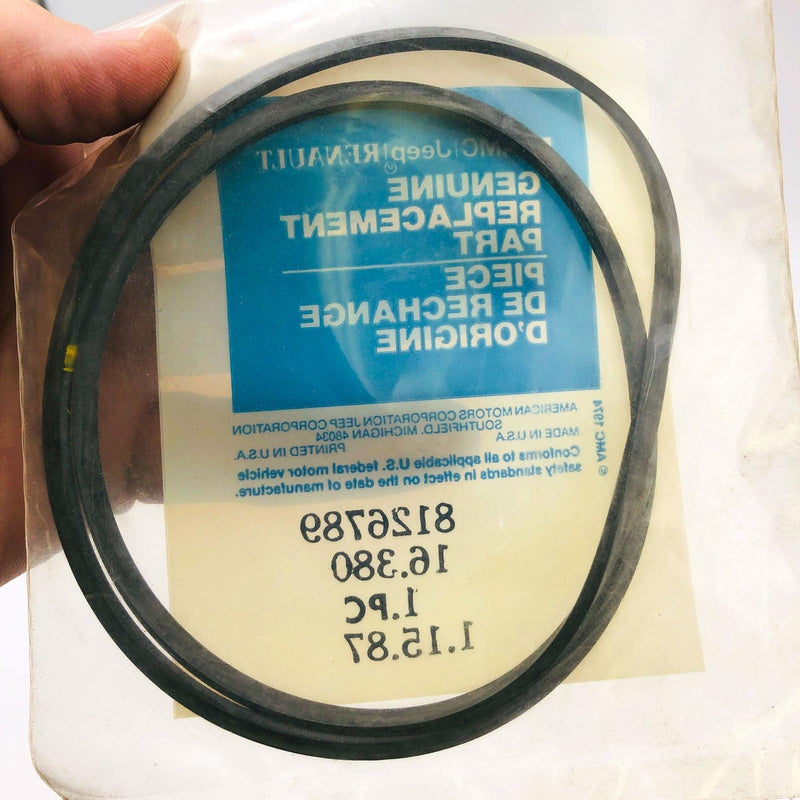 AMC|Jeep|RENAULT
®
GENUINE
REPLACEMENT
PART
PIECE
DE RECHANGE
D'ORIGINE
AMERICAN MOTORS CORPORATION JEEP CORPORATION
SOUTHFIELD, MICHIGAN 48034
MADE IN U.S.A. PRINTED IN U.S.A.
Conforms to all applicable U.S. federal motor vehicle
safety standards in effect on the date of manufacture.
© AMC 1974
8126789
16.380
1.PC
1.15.87